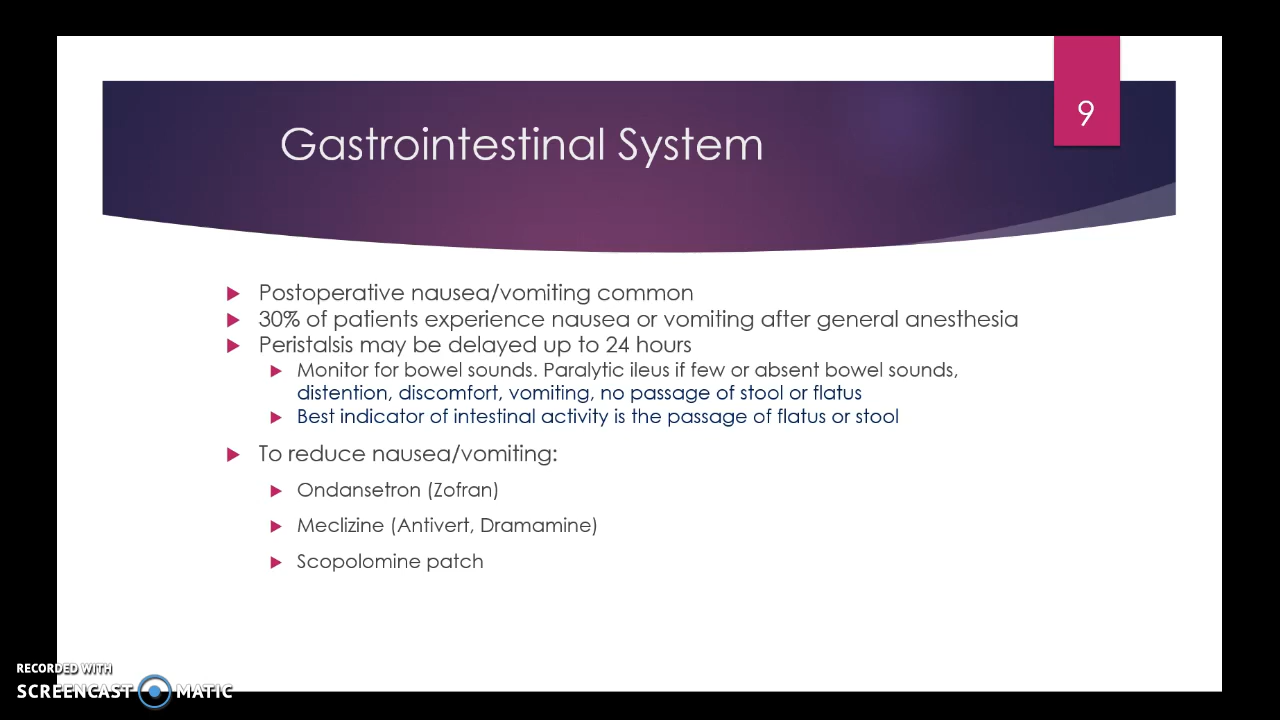 9
Gastrointestinal System
Postoperative nausea/vomiting common
30% of patients experience nausea or vomiting after general anesthesia
Peristalsis may be delayed up to 24 hours
Monitor for bowel sounds. Paralytic ileus if few or absent bowel sounds,
distention, discomfort, vomiting, no passage of stool or flatus
Best indicator of intestinal activity is the passage of flatus or stool
To reduce nausea/vomiting:
Ondansetron (Zofran)
Meclizine (Antivert, Dramamine)
Scopolomine patch
RECORDED WITH
SCREENCAST MATIC